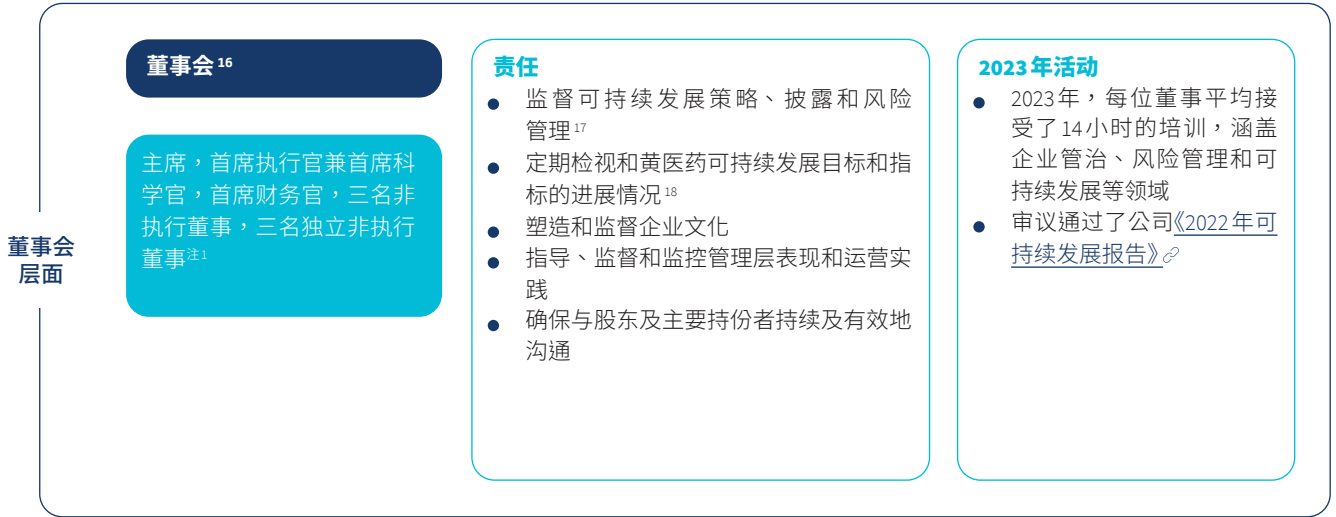 董事会
层面
董事会16
主席，首席执行官兼首席科
学官，首席财务官，三名非
执行董事，三名独立非执行
董事注1
责任
● 监督可持续发展策略、披露和风险
管理17
● 定期检视和黄医药可持续发展目标和指
标的进展情况18
● 塑造和监督企业文化
● 指导、监督和监控管理层表现和运营实
践
● 确保与股东及主要持份者持续及有效地
沟通
2023年活动
● 2023年，每位董事平均接
受了14小时的培训，涵盖
企业管治、风险管理和可
持续发展等领域
● 审议通过了公司《2022年可
持续发展报告》